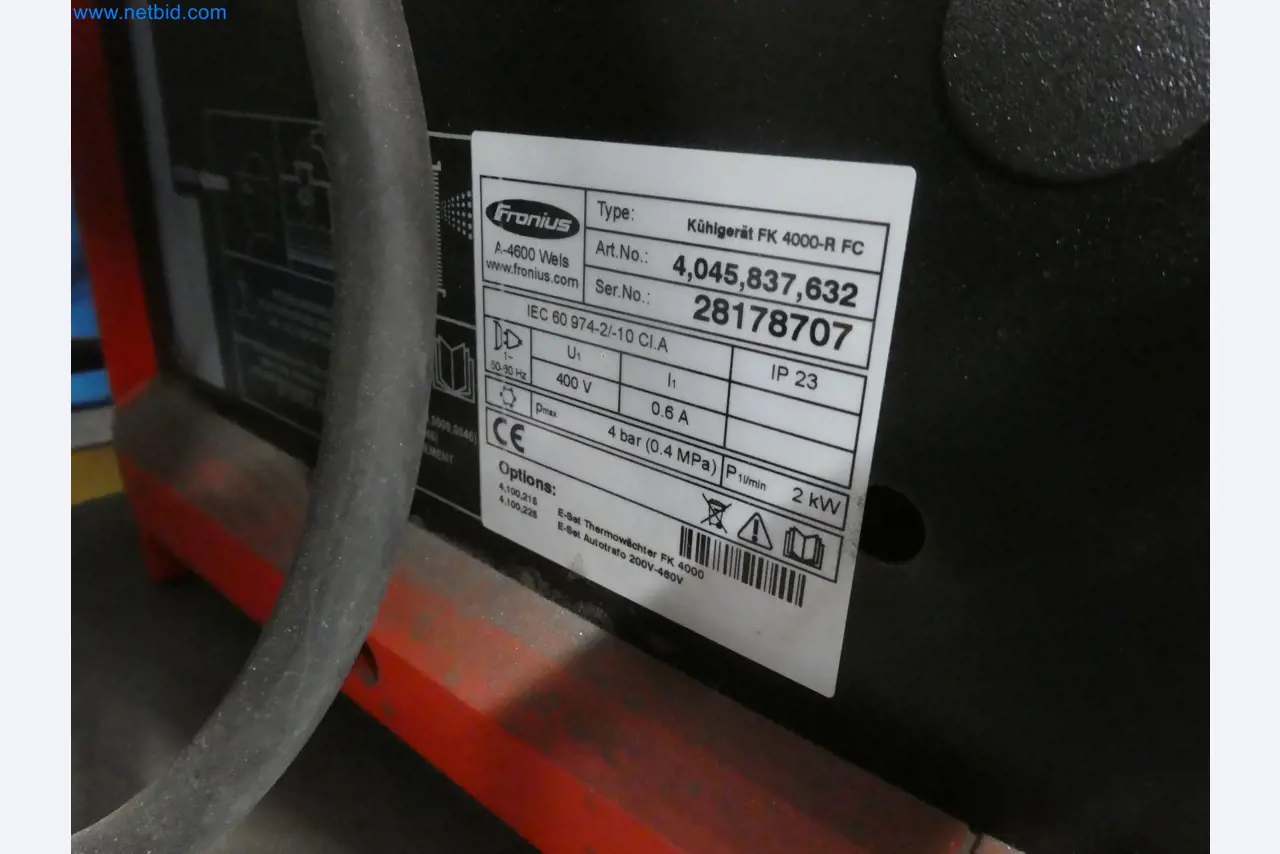 www.netbid.com
Fronius
A-4600 Wels
www.fronius.com
Type: Kühlgerät FK 4000-R FC
Art.No.: 4,045,837,632
Ser.No.: 28178707
IEC 60 974-2/-10 Cl.A
IP 23
1~
50-60 Hz
U1
I1
400 V
0.6 A
pmax
4 bar (0.4 MPa)
P1l/min
2 kW
CE
Options:
4,100,215 E-Set Thermowächter FK 4000
4,100,225 E-Set Autotrafo 200V-460V